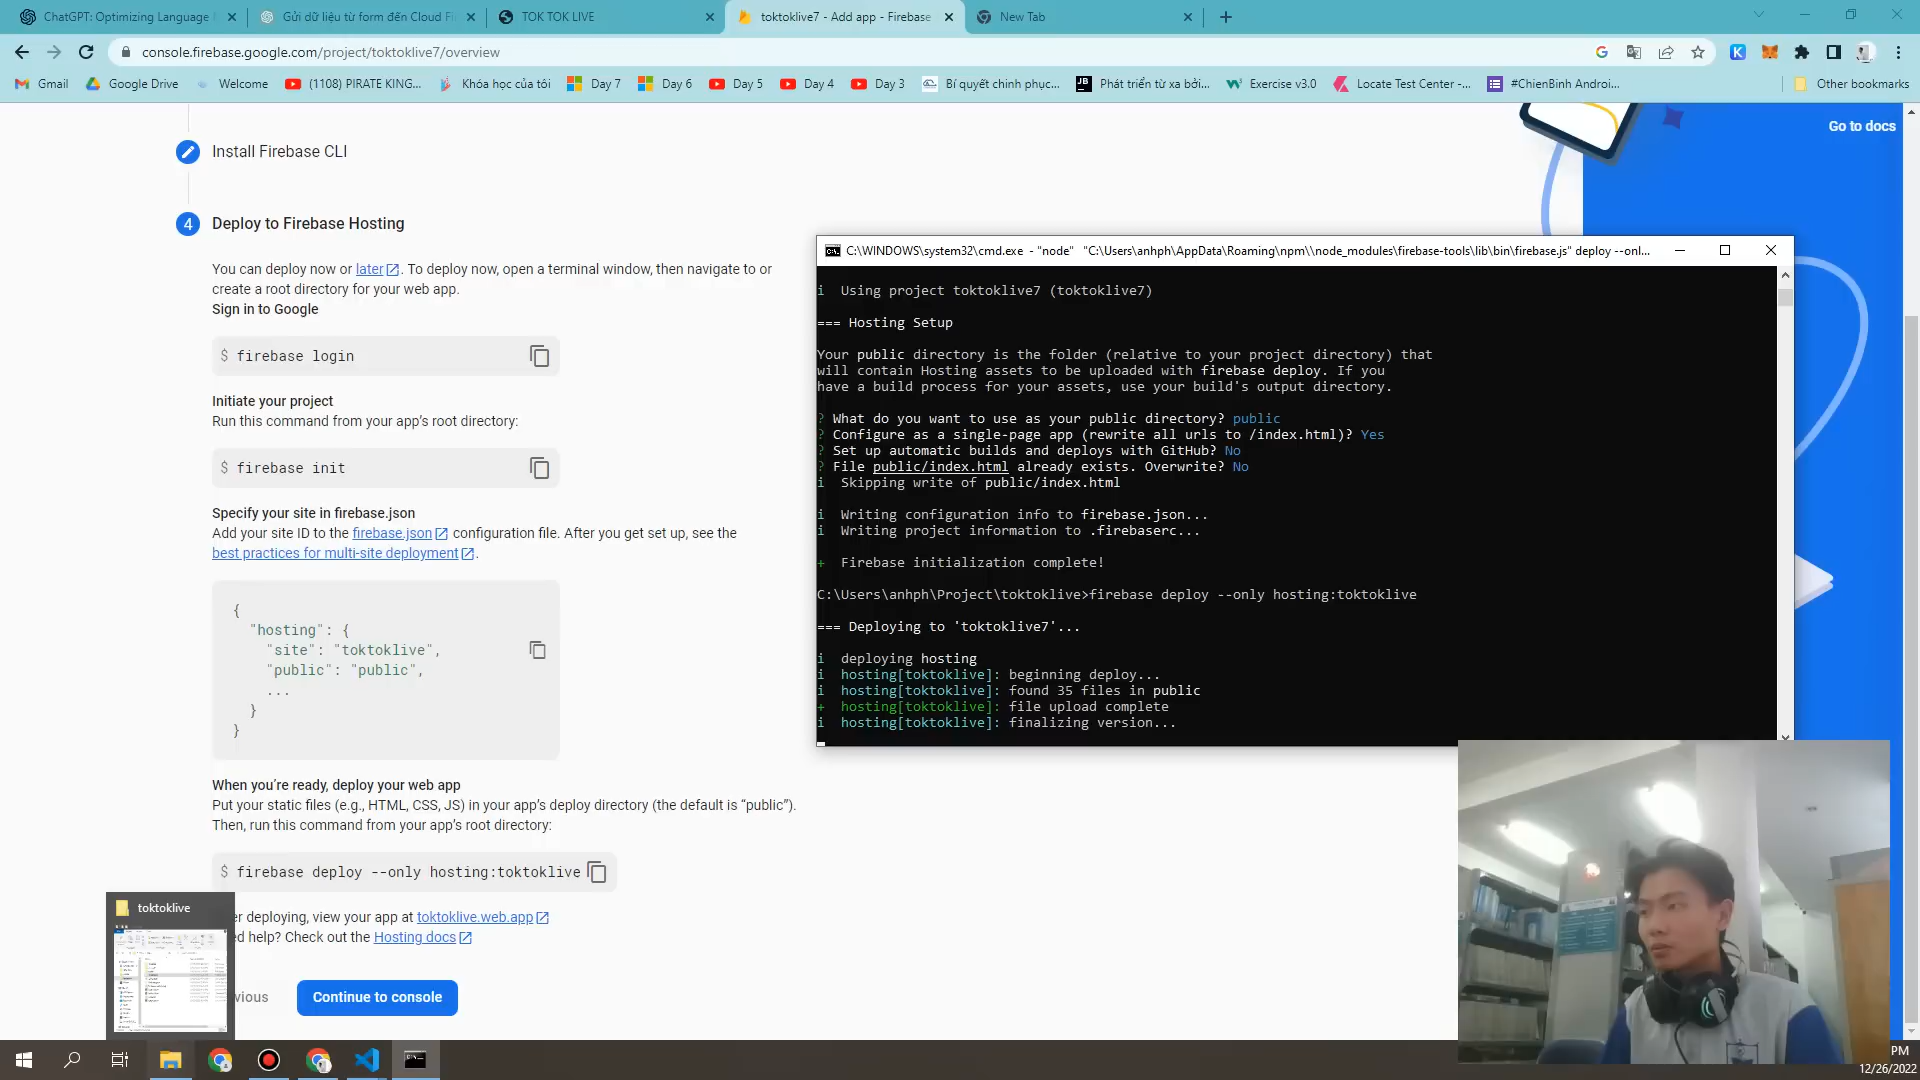 ChatGPT: Optimizing Language
Gửi dữ liệu từ form đến Cloud Fi
TOK TOK LIVE
toktoklive7 - Add app - Firebase
New Tab
console.firebase.google.com/project/toktoklive7/overview
Gmail
Google Drive
Welcome
(1108) PIRATE KING...
Khóa học của tôi
Day 7
Day 6
Day 5
Day 4
Day 3
Bí quyết chinh phục...
Phát triển từ xa bởi...
Exercise v3.0
Locate Test Center -...
#ChienBinh Androi...
Other bookmarks
Go to docs
Install Firebase CLI
4 Deploy to Firebase Hosting
You can deploy now or later. To deploy now, open a terminal window, then navigate to or
create a root directory for your web app.
Sign in to Google
$ firebase login
Initiate your project
Run this command from your app's root directory:
$ firebase init
Specify your site in firebase.json
Add your site ID to the firebase.json configuration file. After you get set up, see the
best practices for multi-site deployment.
{
"hosting": {
"site": "toktoklive",
"public": "public",
...
}
}
When you're ready, deploy your web app
Put your static files (e.g., HTML, CSS, JS) in your app's deploy directory (the default is “public”).
Then, run this command from your app's root directory:
$ firebase deploy --only hosting:toktoklive
er deploying, view your app at toktoklive.web.app
ed help? Check out the Hosting docs
vious
Continue to console
toktoklive
C:\WINDOWS\system32\cmd.exe - "node" "C:\Users\anhph\AppData\Roaming\npm\\node_modules\firebase-tools\lib\bin\firebase.js" deploy --onl...
i Using project toktoklive7 (toktoklive7)
=== Hosting Setup
Your public directory is the folder (relative to your project directory) that
will contain Hosting assets to be uploaded with firebase deploy. If you
have a build process for your assets, use your build's output directory.
? What do you want to use as your public directory? public
? Configure as a single-page app (rewrite all urls to /index.html)? Yes
? Set up automatic builds and deploys with GitHub? No
? File public/index.html already exists. Overwrite? No
i Skipping write of public/index.html
i Writing configuration info to firebase.json...
i Writing project information to .firebaserc...
+ Firebase initialization complete!
C:\Users\anhph\Project\toktoklive>firebase deploy --only hosting:toktoklive
=== Deploying to 'toktoklive7'...
i deploying hosting
i hosting[toktoklive]: beginning deploy...
i hosting[toktoklive]: found 35 files in public
+ hosting[toktoklive]: file upload complete
i hosting[toktoklive]: finalizing version...
PM
12/26/2022